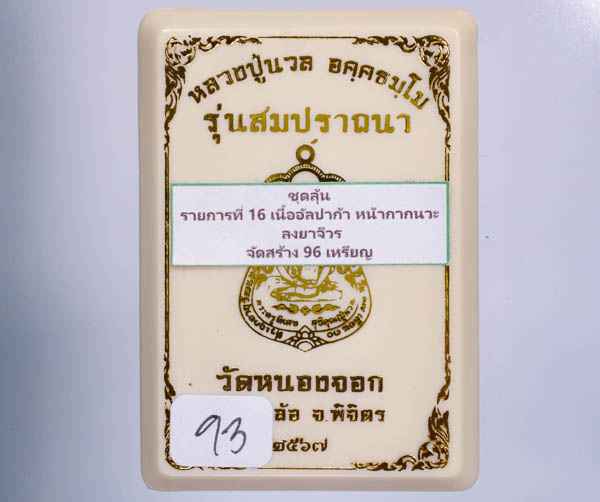 หลวงปู่นวล อคฺคธมฺโม
รุ่นสมปราถนา
ชุดลุ้น
รายการที่ 16 เนื้ออัลปาก้า หน้ากากนวะ
ลงยาจีวร
จัดสร้าง 96 เหรียญ
วัดหนองจอก
ล้อ จ.พิจิตร
๒๕๖๗
93